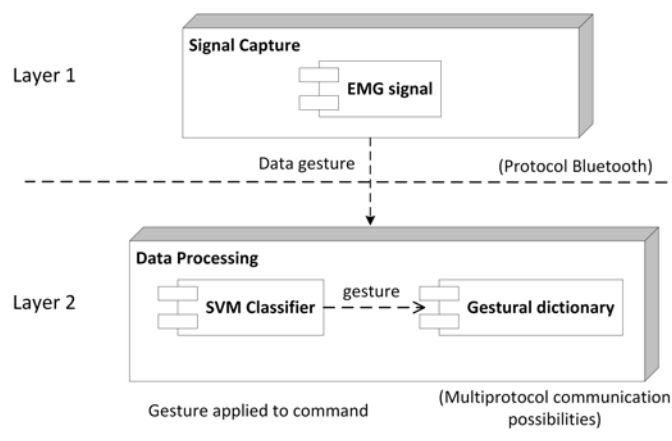 Signal Capture
Layer 1
EMG signal
Data gesture
(Protocol Bluetooth)
Data Processing
Layer 2
SVM Classifier
gesture
Gestural dictionary
Gesture applied to command
(Multiprotocol communication
possibilities)